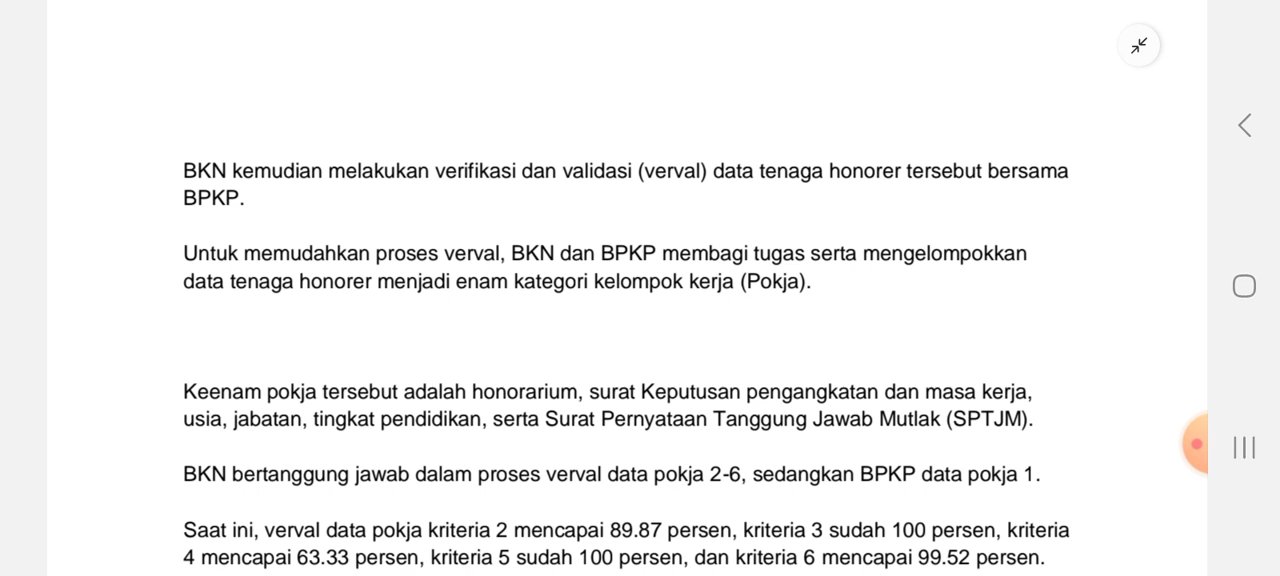 BKN kemudian melakukan verifikasi dan validasi (verval) data tenaga honorer tersebut bersama
BPKP.
Untuk memudahkan proses verval, BKN dan BPKP membagi tugas serta mengelompokkan
data tenaga honorer menjadi enam kategori kelompok kerja (Pokja).
Keenam pokja tersebut adalah honorarium, surat Keputusan pengangkatan dan masa kerja,
usia, jabatan, tingkat pendidikan, serta Surat Pernyataan Tanggung Jawab Mutlak (SPTJM).
BKN bertanggung jawab dalam proses verval data pokja 2-6, sedangkan BPKP data pokja 1.
Saat ini, verval data pokja kriteria 2 mencapai 89.87 persen, kriteria 3 sudah 100 persen, kriteria
4 mencapai 63.33 persen, kriteria 5 sudah 100 persen, dan kriteria 6 mencapai 99.52 persen.